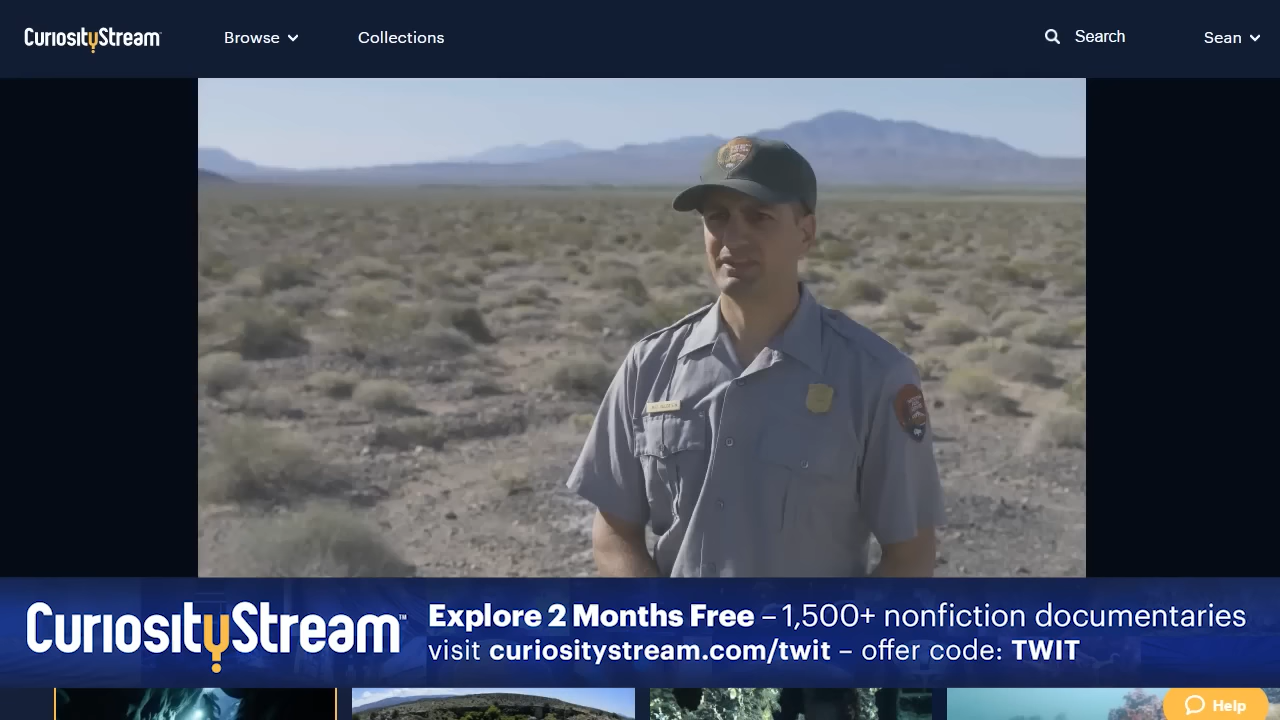 CuriosityStream
Browse
Collections
Search
Sean
CuriosityStream™
Explore 2 Months Free – 1,500+ nonfiction documentaries
visit curiositystream.com/twit – offer code: TWIT
Help